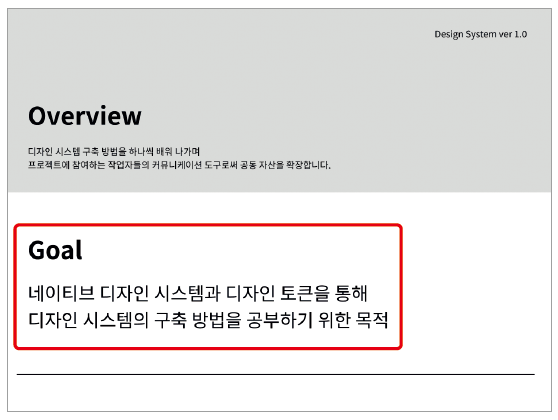 Design System ver 1.0
Overview
디자인 시스템 구축 방법을 하나씩 배워 나가며
프로젝트에 참여하는 작업자들의 커뮤니케이션 도구로써 공동 자산을 확장합니다.
Goal
네이티브 디자인 시스템과 디자인 토큰을 통해
디자인 시스템의 구축 방법을 공부하기 위한 목적